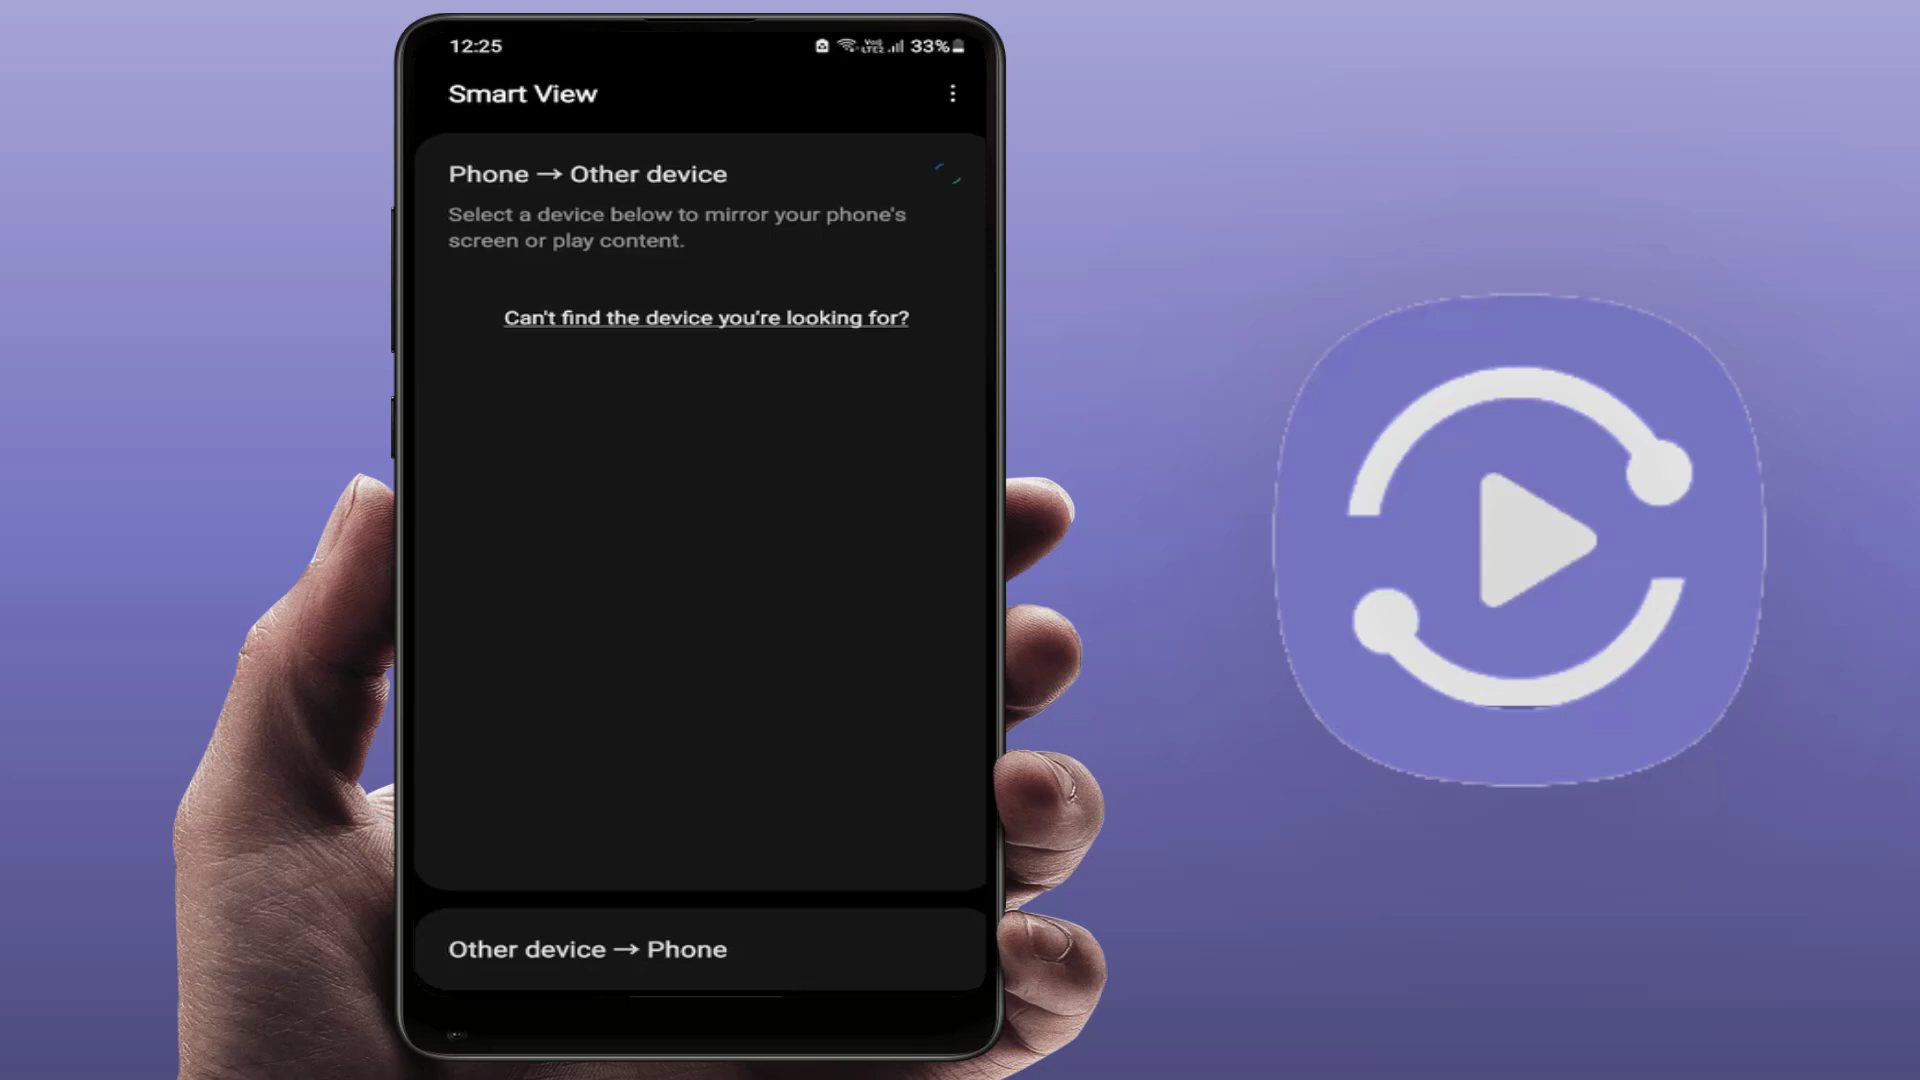 12:25
33%
Smart View
Phone → Other device
Select a device below to mirror your phone's
screen or play content.
Can't find the device you're looking for?
Other device → Phone